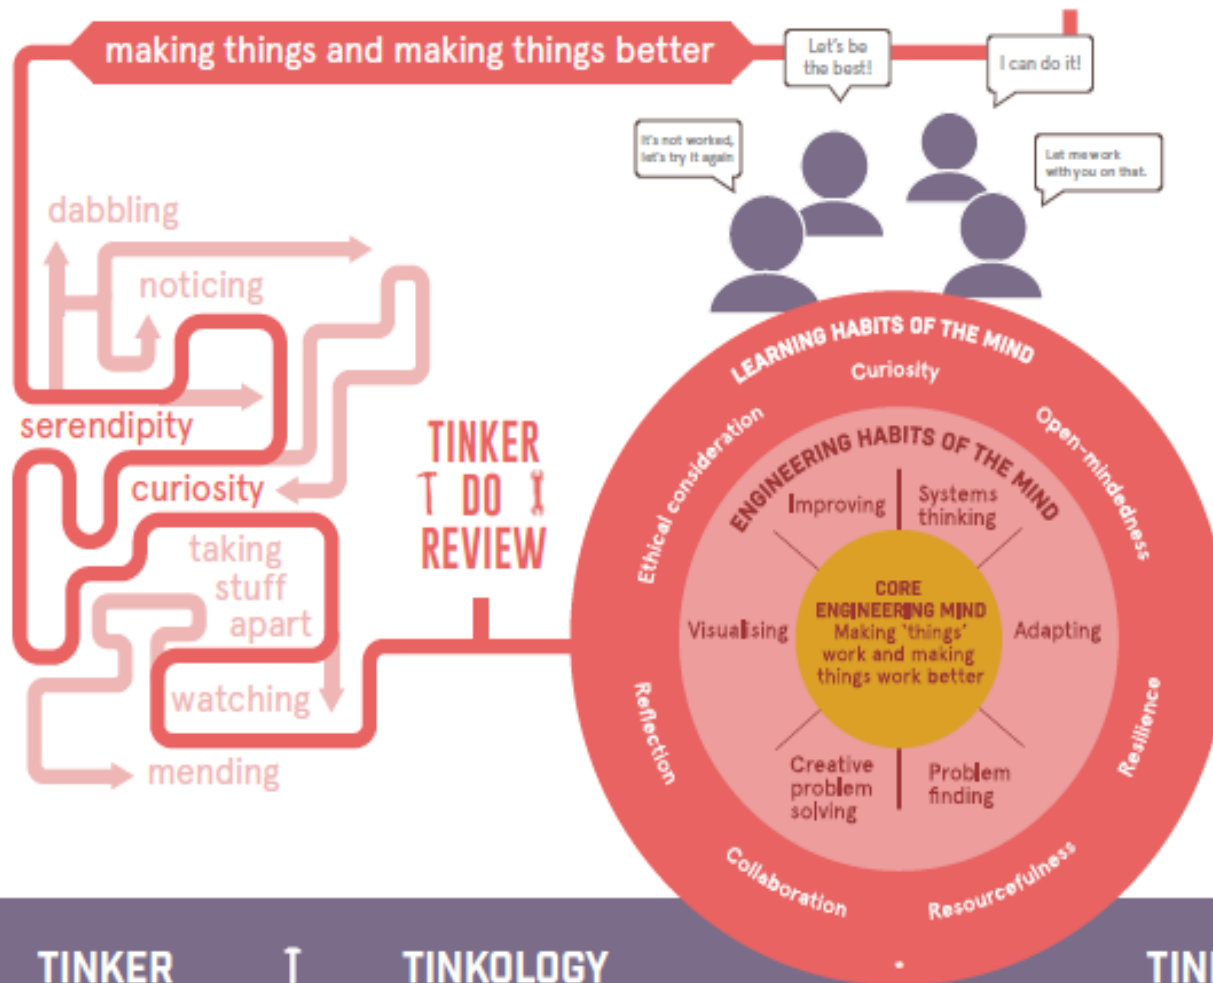 making things and making things better
Let's be
the best!
I can do it!
It's not worked,
let's try it again
Let me work
with you on that.
dabbling
noticing
serendipity
curiosity
taking
stuff
apart
watching
mending
TINKER
DO
REVIEW
LEARNING HABITS OF THE MIND
Curiosity
Open-mindedness
Resilience
Resourcefulness
Collaboration
Reflection
Ethical consideration
ENGINEERING HABITS OF THE MIND
Improving
Systems
thinking
Adapting
Problem
finding
Creative
problem
solving
Visualising
CORE
ENGINEERING MIND
Making 'things'
work and making
things work better
TINKER
TINKOLOGY